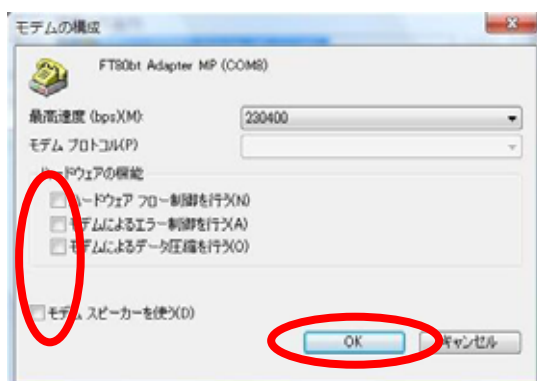 モデムの構成
FT80bt Adapter MP (COM8)
最高速度 (bps)(M):
230400
モデム プロトコル(P)
ハードウェアの機能
ハードウェア フロー制御を行う(N)
モデムによるエラー制御を行う(A)
モデムによるデータ圧縮を行う(O)
モデム スピーカーを使う(D)
OK
キャンセル